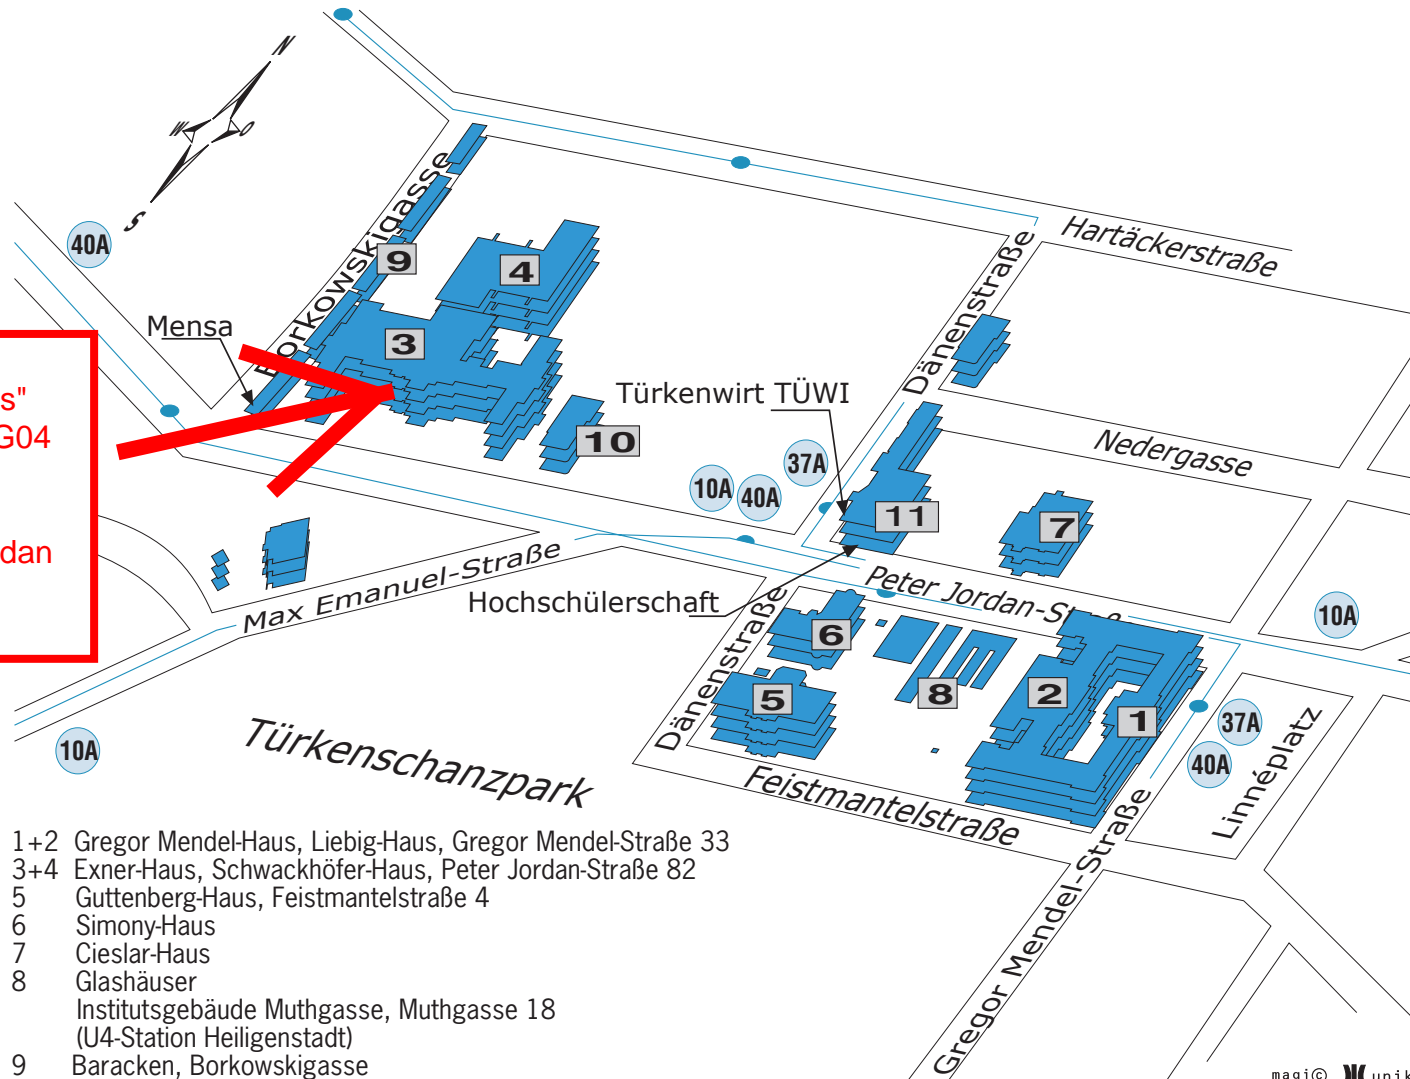 N
W
O
S
40A
Borkowskigasse
9
4
Hartäckerstraße
Dänenstraße
Mensa
3
s"
G04
dan
Türkenwirt TÜWI
10
37A
10A
40A
11
Nedergasse
7
Max Emanuel-Straße
Hochschülerschaft
Peter Jordan-Straße
10A
Dänenstraße
6
5
8
2
1
37A
40A
Linnéplatz
10A
Türkenschanzpark
Feistmantelstraße
Gregor Mendel-Straße
1+2 Gregor Mendel-Haus, Liebig-Haus, Gregor Mendel-Straße 33
3+4 Exner-Haus, Schwackhöfer-Haus, Peter Jordan-Straße 82
5 Guttenberg-Haus, Feistmantelstraße 4
6 Simony-Haus
7 Cieslar-Haus
8 Glashäuser
Institutsgebäude Muthgasse, Muthgasse 18
(U4-Station Heiligenstadt)
9 Baracken, Borkowskigasse
magi© unik